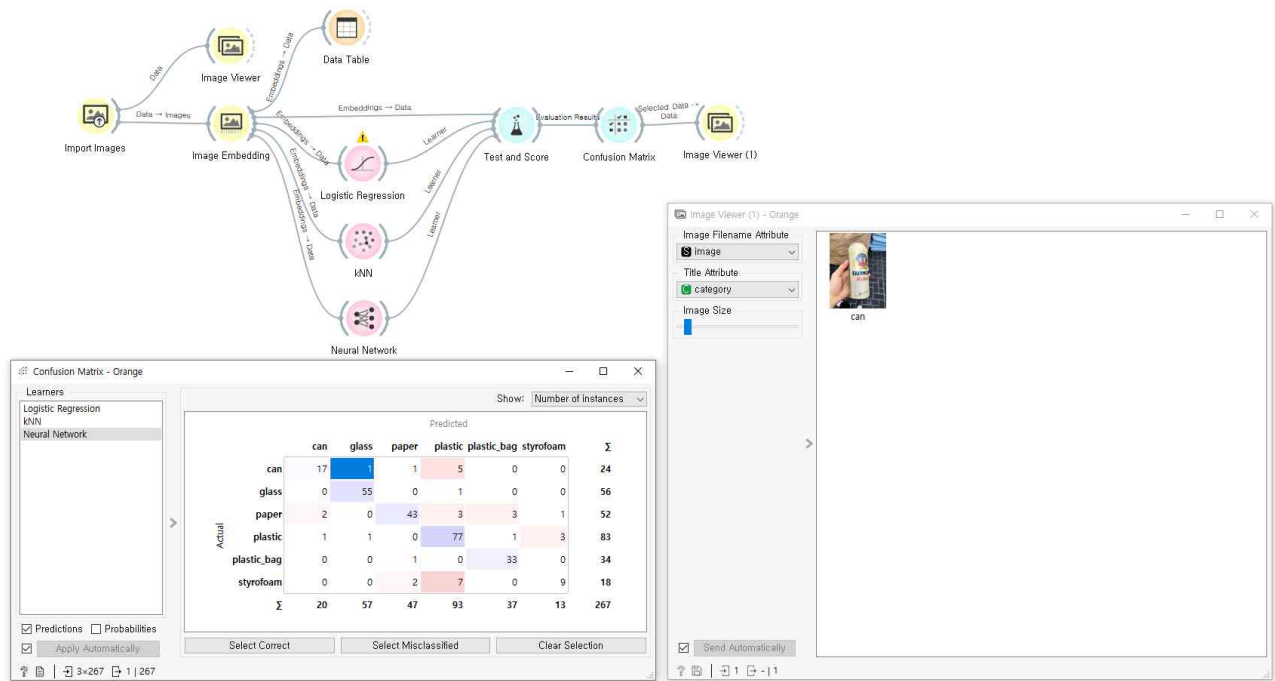 Data Table
Image Viewer
Data
Embeddings → Data
Embeddings → Data
Data → Images
Import Images
Image Embedding
Embeddings → Data
Embeddings → Data
Embeddings → Data
Logistic Regression
kNN
Neural Network
Learner
Learner
Learner
Test and Score
Evaluation Results
Confusion Matrix
Selected Data →
Data
Image Viewer (1)
Image Viewer (1) - Orange
Image Filename Attribute
S image
Title Attribute
C category
Image Size
can
Send Automatically
1 - | 1
Confusion Matrix - Orange
Learners
Logistic Regression
kNN
Neural Network
Show: Number of instances
Predicted
can glass paper plastic plastic_bag styrofoam Σ
Actual
can 17 1 1 5 0 0 24
glass 0 55 0 1 0 0 56
paper 2 0 43 3 3 1 52
plastic 1 1 0 77 1 3 83
plastic_bag 0 0 1 0 33 0 34
styrofoam 0 0 2 7 0 9 18
Σ 20 57 47 93 37 13 267
Predictions Probabilities
Apply Automatically
Select Correct Select Misclassified Clear Selection
? 3×267 1 | 267